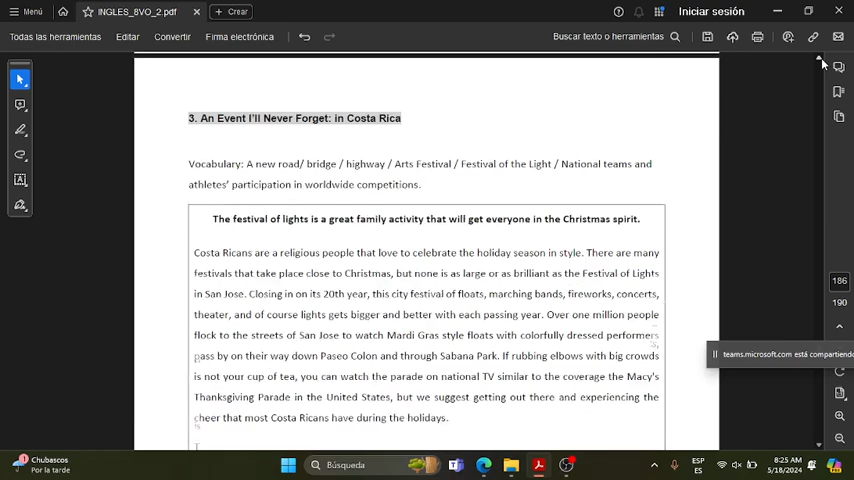 Menú
INGLES_8VO_2.pdf
Crear
Iniciar sesión
Todas las herramientas
Editar
Convertir
Firma electrónica
Buscar texto o herramientas
3. An Event I'll Never Forget: in Costa Rica
Vocabulary: A new road/ bridge / highway / Arts Festival / Festival of the Light / National teams and
athletes' participation in worldwide competitions.
The festival of lights is a great family activity that will get everyone in the Christmas spirit.
Costa Ricans are a religious people that love to celebrate the holiday season in style. There are many
festivals that take place close to Christmas, but none is as large or as brilliant as the Festival of Lights
in San Jose. Closing in on its 20th year, this city festival of floats, marching bands, fireworks, concerts,
theater, and of course lights gets bigger and better with each passing year. Over one million people
flock to the streets of San Jose to watch Mardi Gras style floats with colorfully dressed performers
pass by on their way down Paseo Colon and through Sabana Park. If rubbing elbows with big crowds
is not your cup of tea, you can watch the parade on national TV similar to the coverage the Macy's
Thanksgiving Parade in the United States, but we suggest getting out there and experiencing the
cheer that most Costa Ricans have during the holidays.
186
190
teams.microsoft.com está compartiendo
Chubascos
Por la tarde
Búsqueda
ESP
ES
8:25 AM
5/18/2024